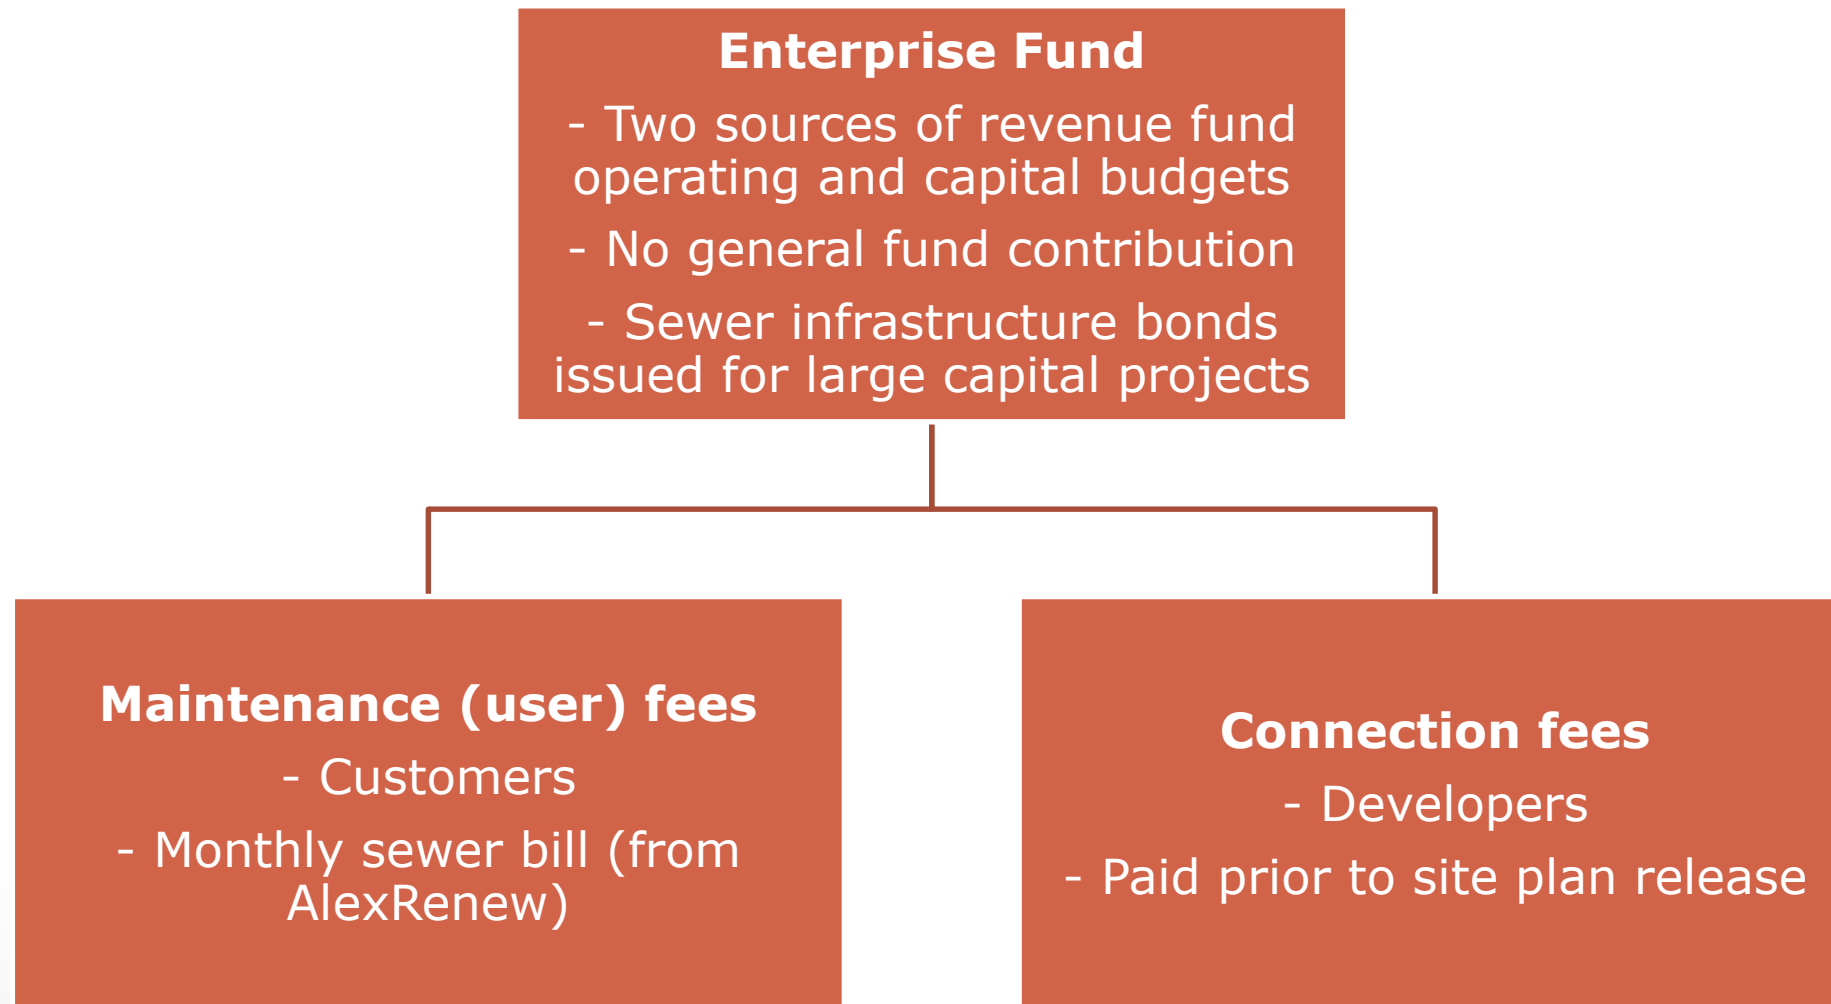 Enterprise Fund
- Two sources of revenue fund
operating and capital budgets
- No general fund contribution
- Sewer infrastructure bonds
issued for large capital projects
Maintenance (user) fees
- Customers
- Monthly sewer bill (from
AlexRenew)
Connection fees
- Developers
- Paid prior to site plan release